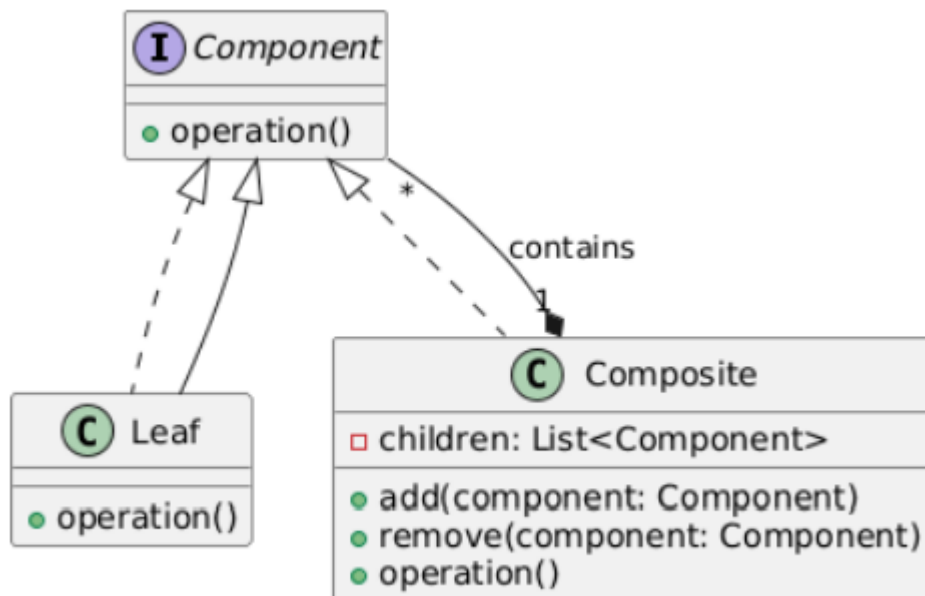 I Component
operation()
*
contains
1
C Leaf
operation()
C Composite
children: List<Component>
add(component: Component)
remove(component: Component)
operation()